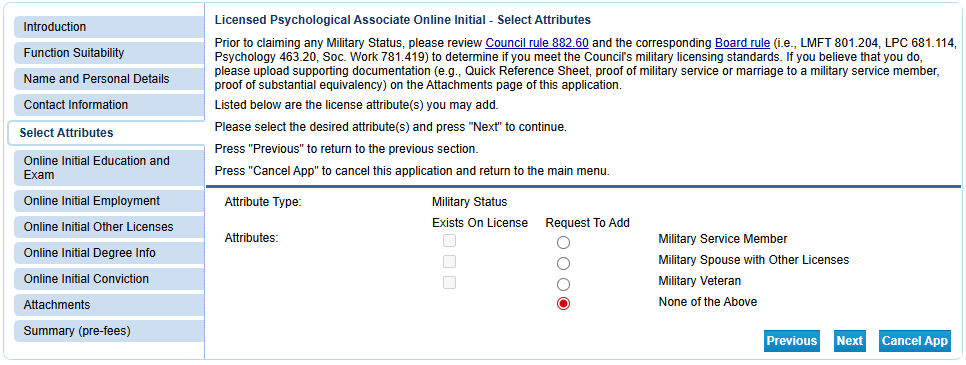 Introduction
Function Suitability
Name and Personal Details
Contact Information
Select Attributes
Online Initial Education and
Exam
Online Initial Employment
Online Initial Other Licenses
Online Initial Degree Info
Online Initial Conviction
Attachments
Summary (pre-fees)
Licensed Psychological Associate Online Initial - Select Attributes
Prior to claiming any Military Status, please review Council rule 882.60 and the corresponding Board rule (i.e., LMFT 801.204, LPC 681.114,
Psychology 463.20, Soc. Work 781.419) to determine if you meet the Council's military licensing standards. If you believe that you do,
please upload supporting documentation (e.g., Quick Reference Sheet, proof of military service or marriage to a military service member,
proof of substantial equivalency) on the Attachments page of this application.
Listed below are the license attribute(s) you may add.
Please select the desired attribute(s) and press "Next" to continue.
Press "Previous" to return to the previous section.
Press "Cancel App" to cancel this application and return to the main menu.
Attribute Type: Military Status
Exists On License Request To Add
Attributes: Military Service Member
Military Spouse with Other Licenses
Military Veteran
None of the Above
Previous Next Cancel App